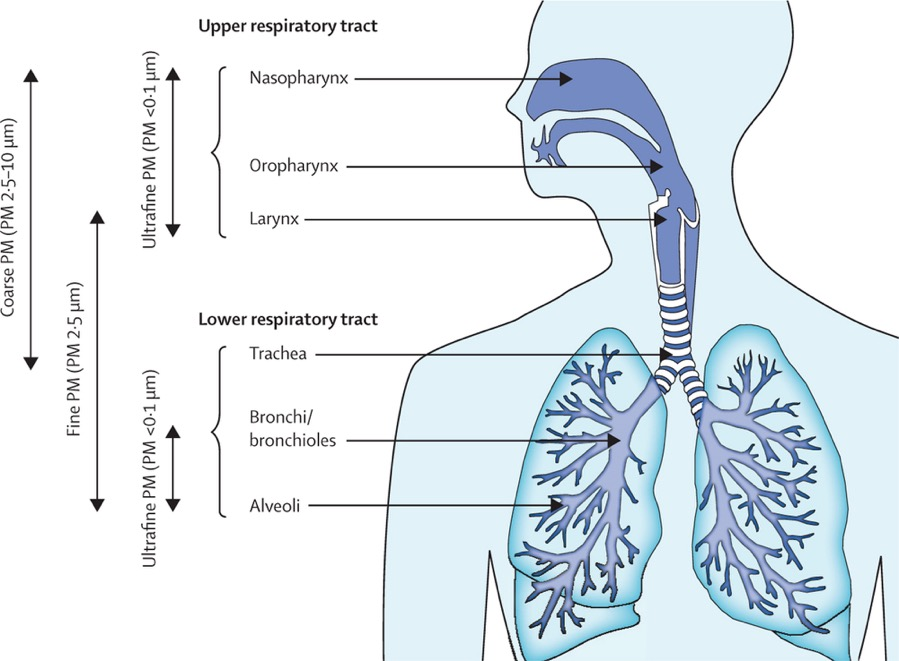 Upper respiratory tract
Nasopharynx
Oropharynx
Larynx
Lower respiratory tract
Trachea
Bronchi/
bronchioles
Alveoli
Coarse PM (PM 2·5–10 μm)
Fine PM (PM 2·5 μm)
Ultrafine PM (PM <0·1 μm)
Ultrafine PM (PM <0·1 μm)